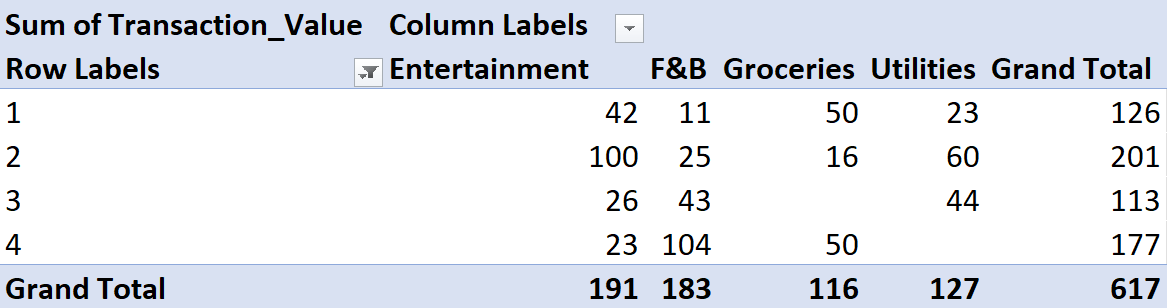 Sum of Transaction_Value Column Labels
Row Labels Entertainment F&B Groceries Utilities Grand Total
1 42 11 50 23 126
2 100 25 16 60 201
3 26 43 44 113
4 23 104 50 177
Grand Total 191 183 116 127 617